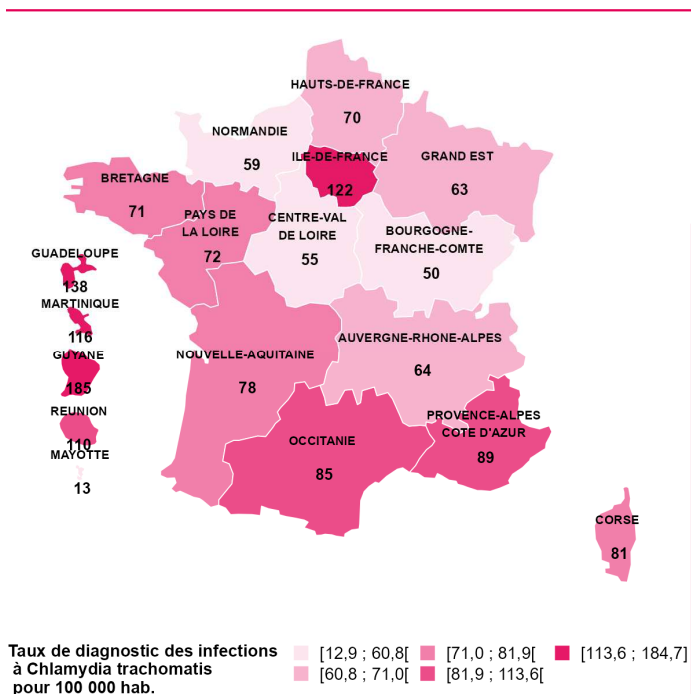 HAUTS-DE-FRANCE
70
NORMANDIE
59
ILE-DE-FRANCE
122
GRAND EST
63
BRETAGNE
71
PAYS DE
LA LOIRE
72
CENTRE-VAL
DE LOIRE
55
BOURGOGNE-
FRANCHE-COMTE
50
GUADELOUPE
138
MARTINIQUE
116
GUYANE
185
REUNION
110
MAYOTTE
13
NOUVELLE-AQUITAINE
78
AUVERGNE-RHONE-ALPES
64
OCCITANIE
85
PROVENCE-ALPES
COTE D'AZUR
89
CORSE
81
Taux de diagnostic des infections
à Chlamydia trachomatis
pour 100 000 hab.
[12,9 ; 60,8[
[60,8 ; 71,0[
[71,0 ; 81,9[
[81,9 ; 113,6[
[113,6 ; 184,7]